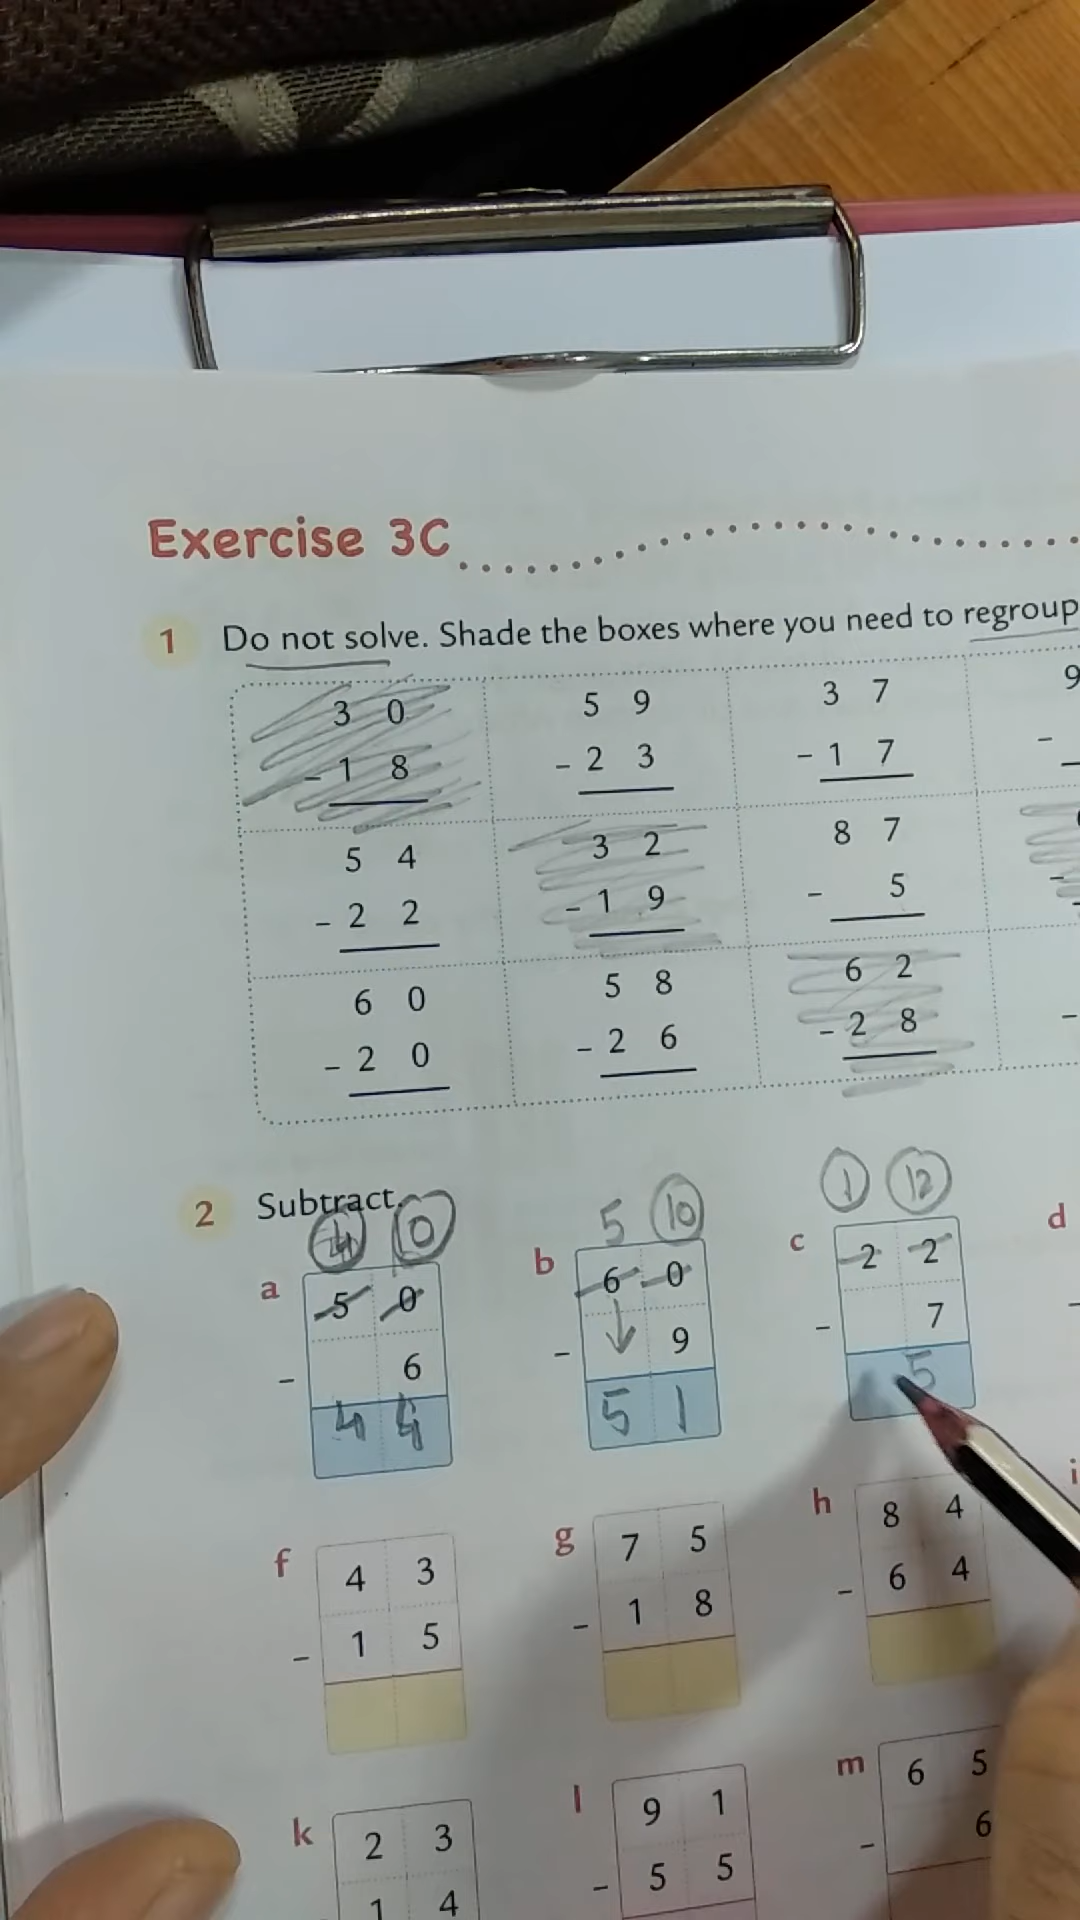 Exercise 3C
1 Do not solve. Shade the boxes where you need to regroup
3 0 5 9 3 7 9
- 1 8 - 2 3 - 1 7 -
5 4 3 2 8 7
- 2 2 - 1 9 - 5 -
6 0 5 8 6 2
- 2 0 - 2 6 - 2 8 -
2 Subtract.
4 5 10 1 12
a b c d
5 0 6 0 2 2
- 6 - 9 - 7 -
4 4 5 1 1 5
f g h i
4 3 7 5 8 4
- 1 5 - 1 8 - 6 4
k l m
2 3 9 1 6 5
1 4 - 5 5 - 6